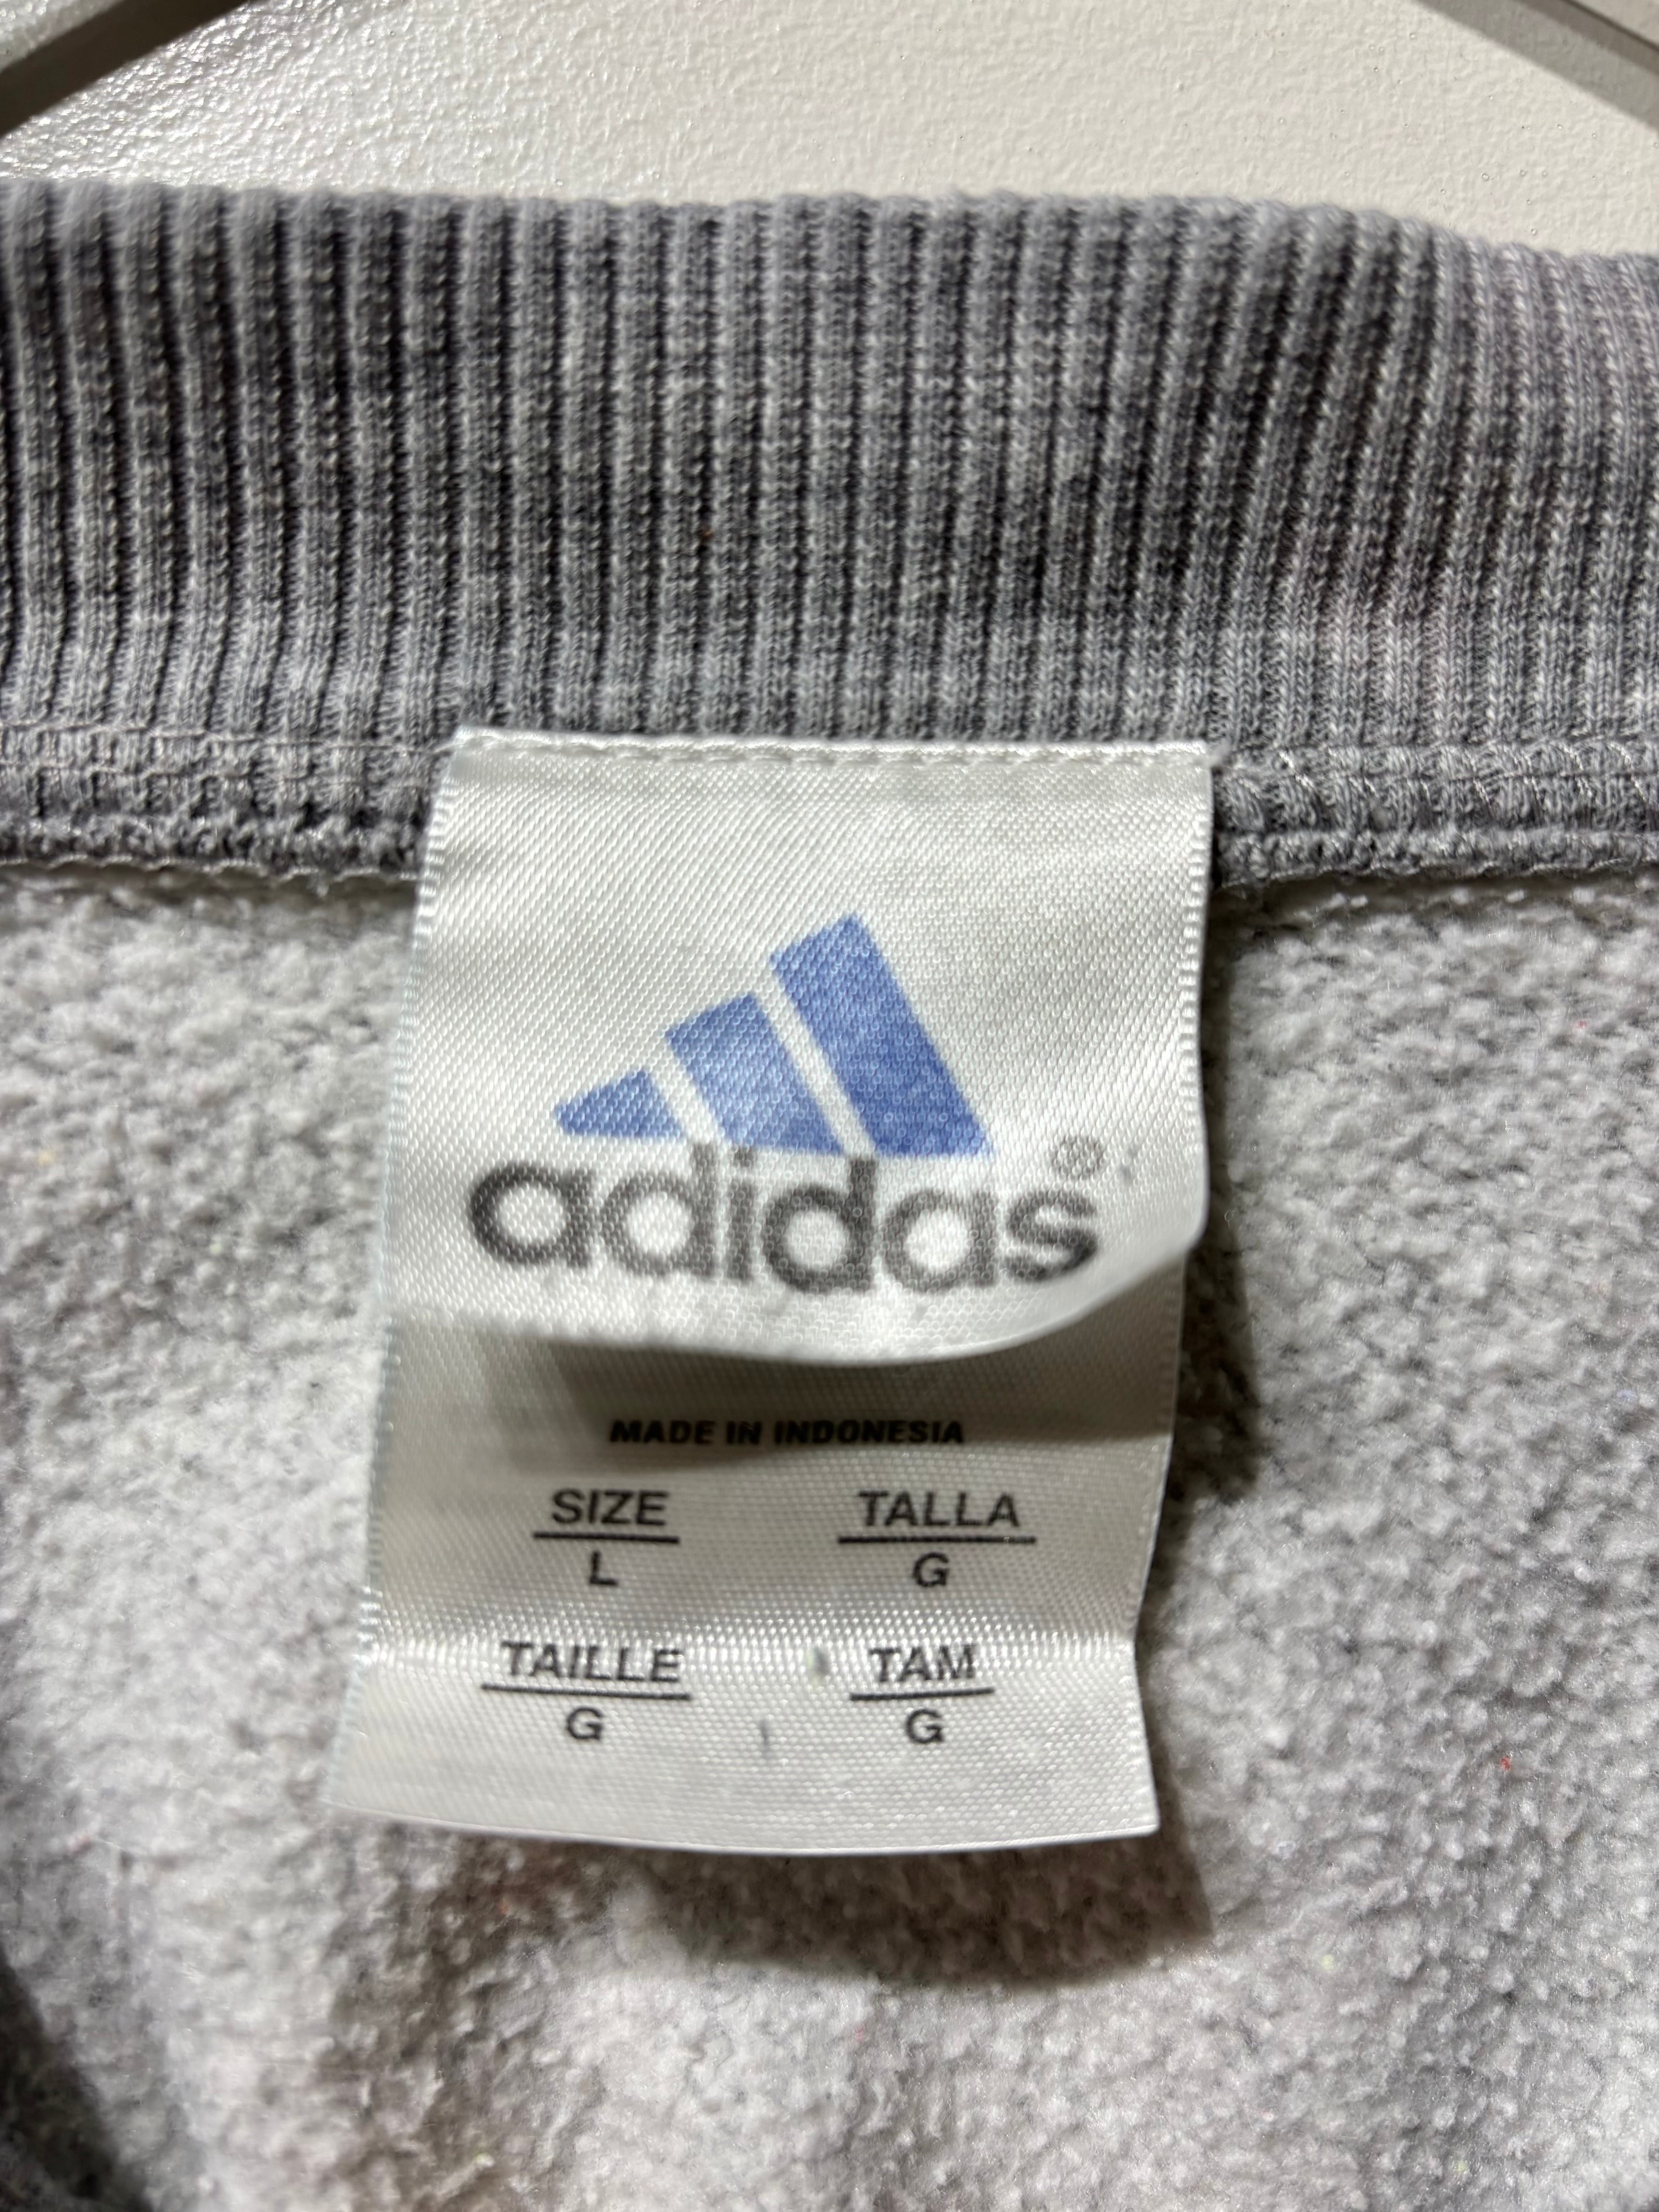 adidas®
MADE IN INDONESIA
SIZE TALLA
L G
TAILLE TAM
G G